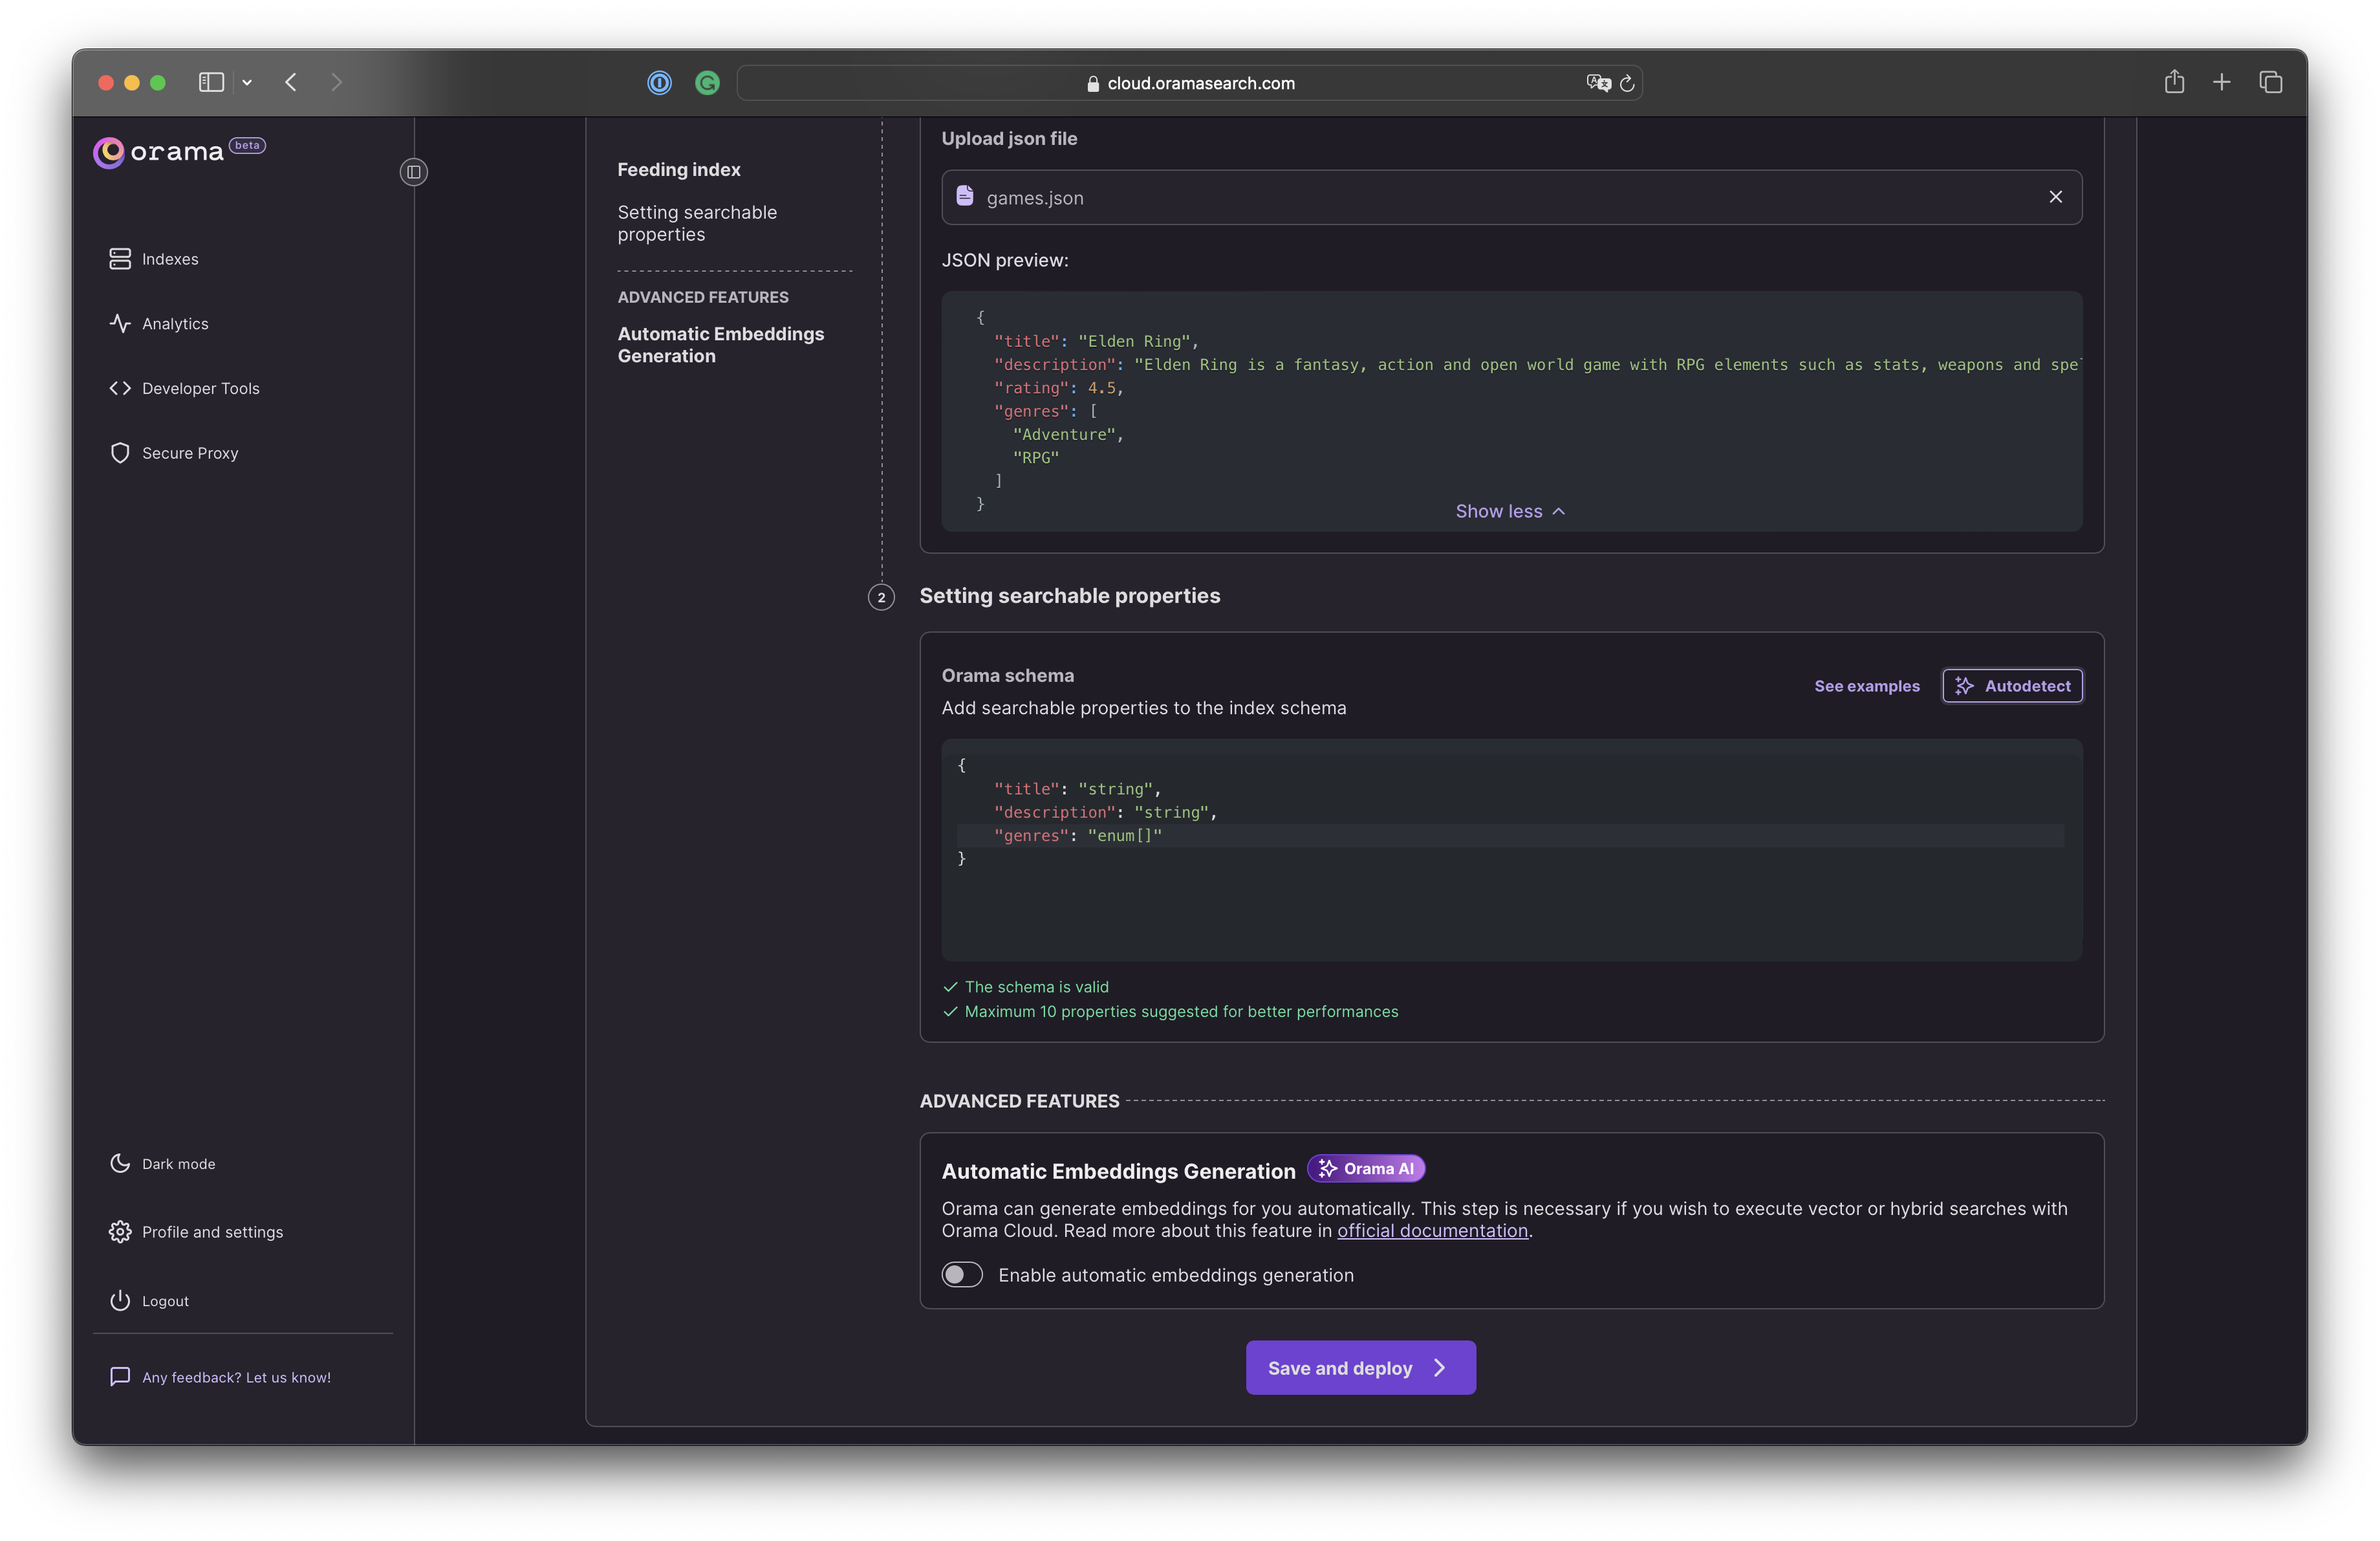 cloud.oramasearch.com
orama beta
Indexes
Analytics
Developer Tools
Secure Proxy
Dark mode
Profile and settings
Logout
Any feedback? Let us know!
Feeding index
Setting searchable
properties
ADVANCED FEATURES
Automatic Embeddings
Generation
Upload json file
games.json
JSON preview:
{
"title": "Elden Ring",
"description": "Elden Ring is a fantasy, action and open world game with RPG elements such as stats, weapons and spe
"rating": 4.5,
"genres": [
"Adventure",
"RPG"
]
}
Show less
2
Setting searchable properties
Orama schema
Add searchable properties to the index schema
See examples
Autodetect
{
"title": "string",
"description": "string",
"genres": "enum[]"
}
The schema is valid
Maximum 10 properties suggested for better performances
ADVANCED FEATURES
Automatic Embeddings Generation Orama AI
Orama can generate embeddings for you automatically. This step is necessary if you wish to execute vector or hybrid searches with
Orama Cloud. Read more about this feature in official documentation.
Enable automatic embeddings generation
Save and deploy